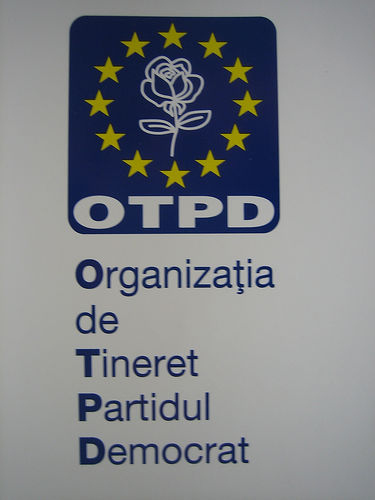 OTPD
Organizaţia
de
Tineret
Partidul
Democrat